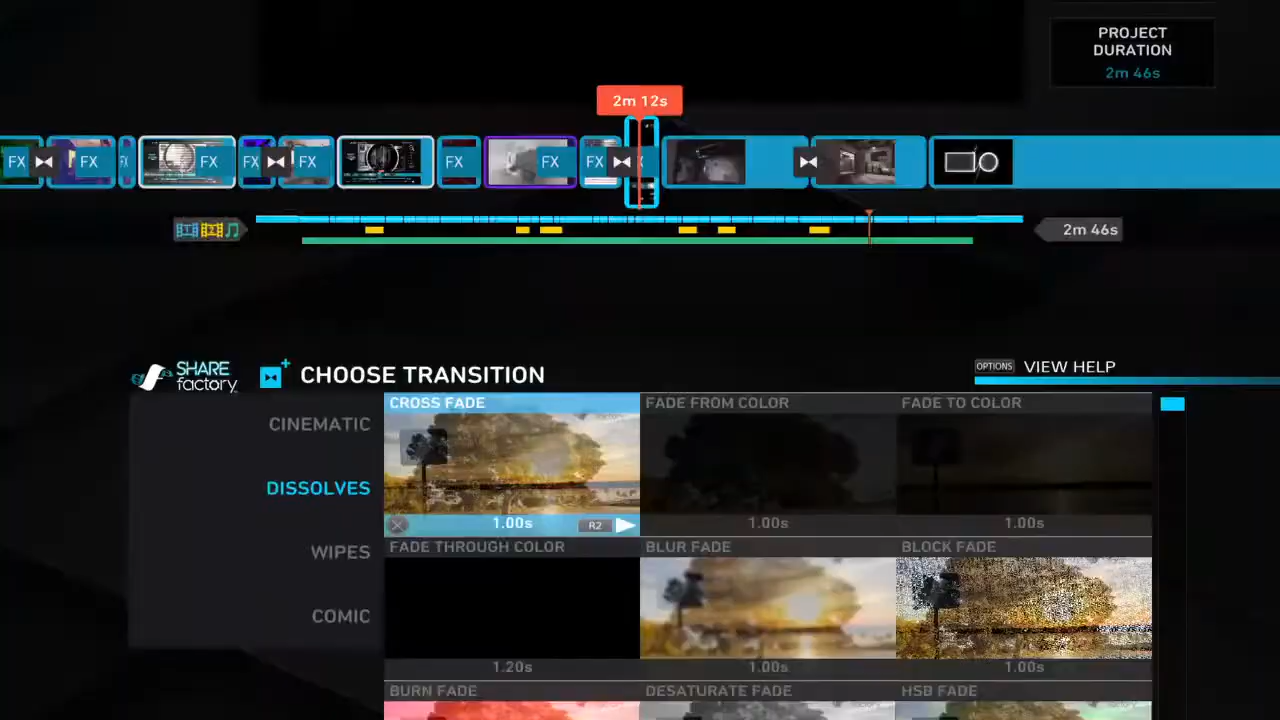 PROJECT
DURATION
2m 46s
2m 12s
FX FX FX FX FX FX FX FX
2m 46s
SHARE
factory
CHOOSE TRANSITION
OPTIONS VIEW HELP
CINEMATIC
DISSOLVES
WIPES
COMIC
CROSS FADE FADE FROM COLOR FADE TO COLOR
1.00s R2 1.00s 1.00s
FADE THROUGH COLOR BLUR FADE BLOCK FADE
1.20s 1.00s 1.00s
BURN FADE DESATURATE FADE HSB FADE